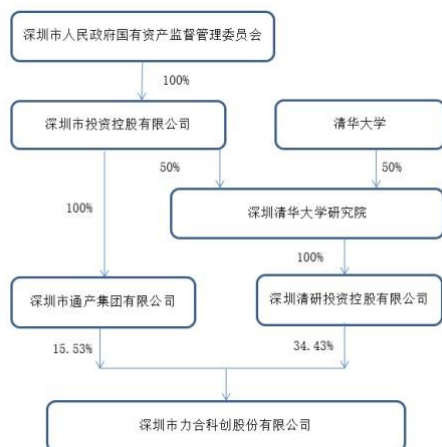 深圳市人民政府国有资产监督管理委员会
100%
深圳市投资控股有限公司
清华大学
50%
50%
100%
深圳清华大学研究院
100%
深圳市通产集团有限公司
深圳清研投资控股有限公司
15.53%
34.43%
深圳市力合科创股份有限公司